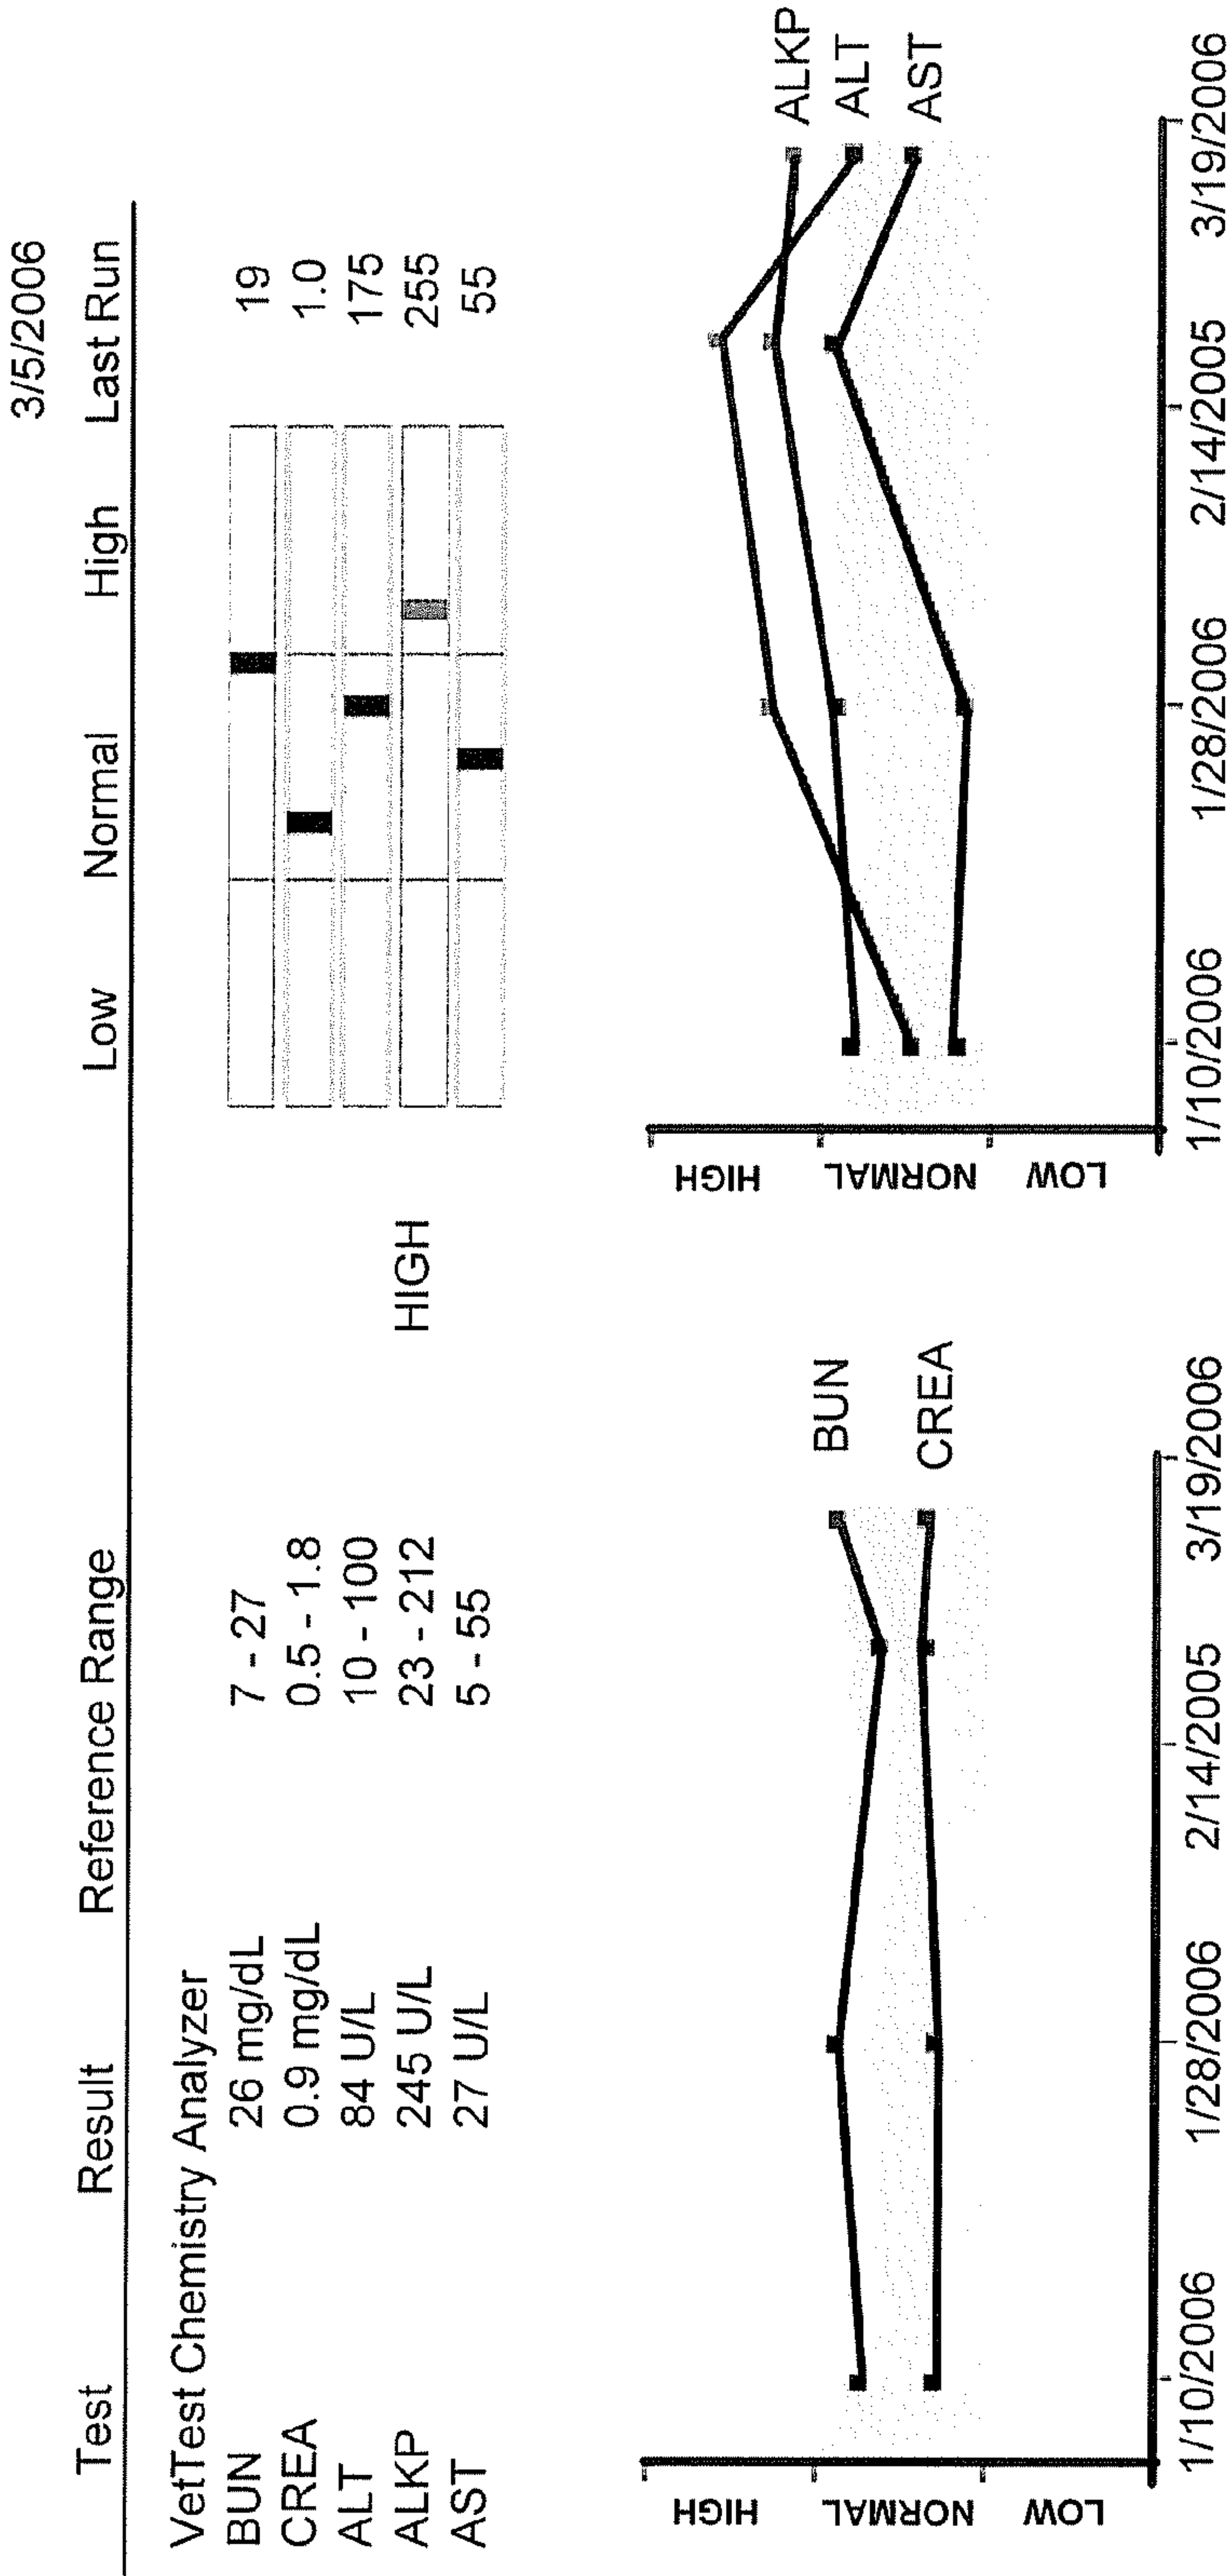 3/5/2006
Test Result Reference Range Low Normal High Last Run
VetTest Chemistry Analyzer
BUN 26 mg/dL 7 - 27 19
CREA 0.9 mg/dL 0.5 - 1.8 1.0
ALT 84 U/L 10 - 100 175
ALKP 245 U/L 23 - 212 HIGH 255
AST 27 U/L 5 - 55 55
HIGH
NORMAL
LOW
BUN
CREA
1/10/2006 1/28/2006 2/14/2005 3/19/2006
HIGH
NORMAL
LOW
ALKP
ALT
AST
1/10/2006 1/28/2006 2/14/2005 3/19/2006